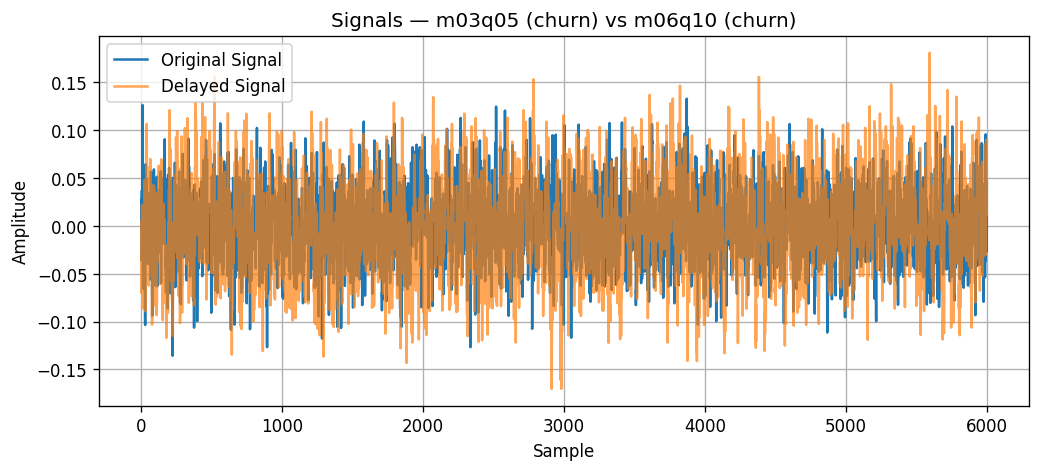 Signals — m03q05 (churn) vs m06q10 (churn)
Original Signal
Delayed Signal
0.15
0.10
0.05
0.00
−0.05
−0.10
−0.15
Amplitude
0 1000 2000 3000 4000 5000 6000
Sample